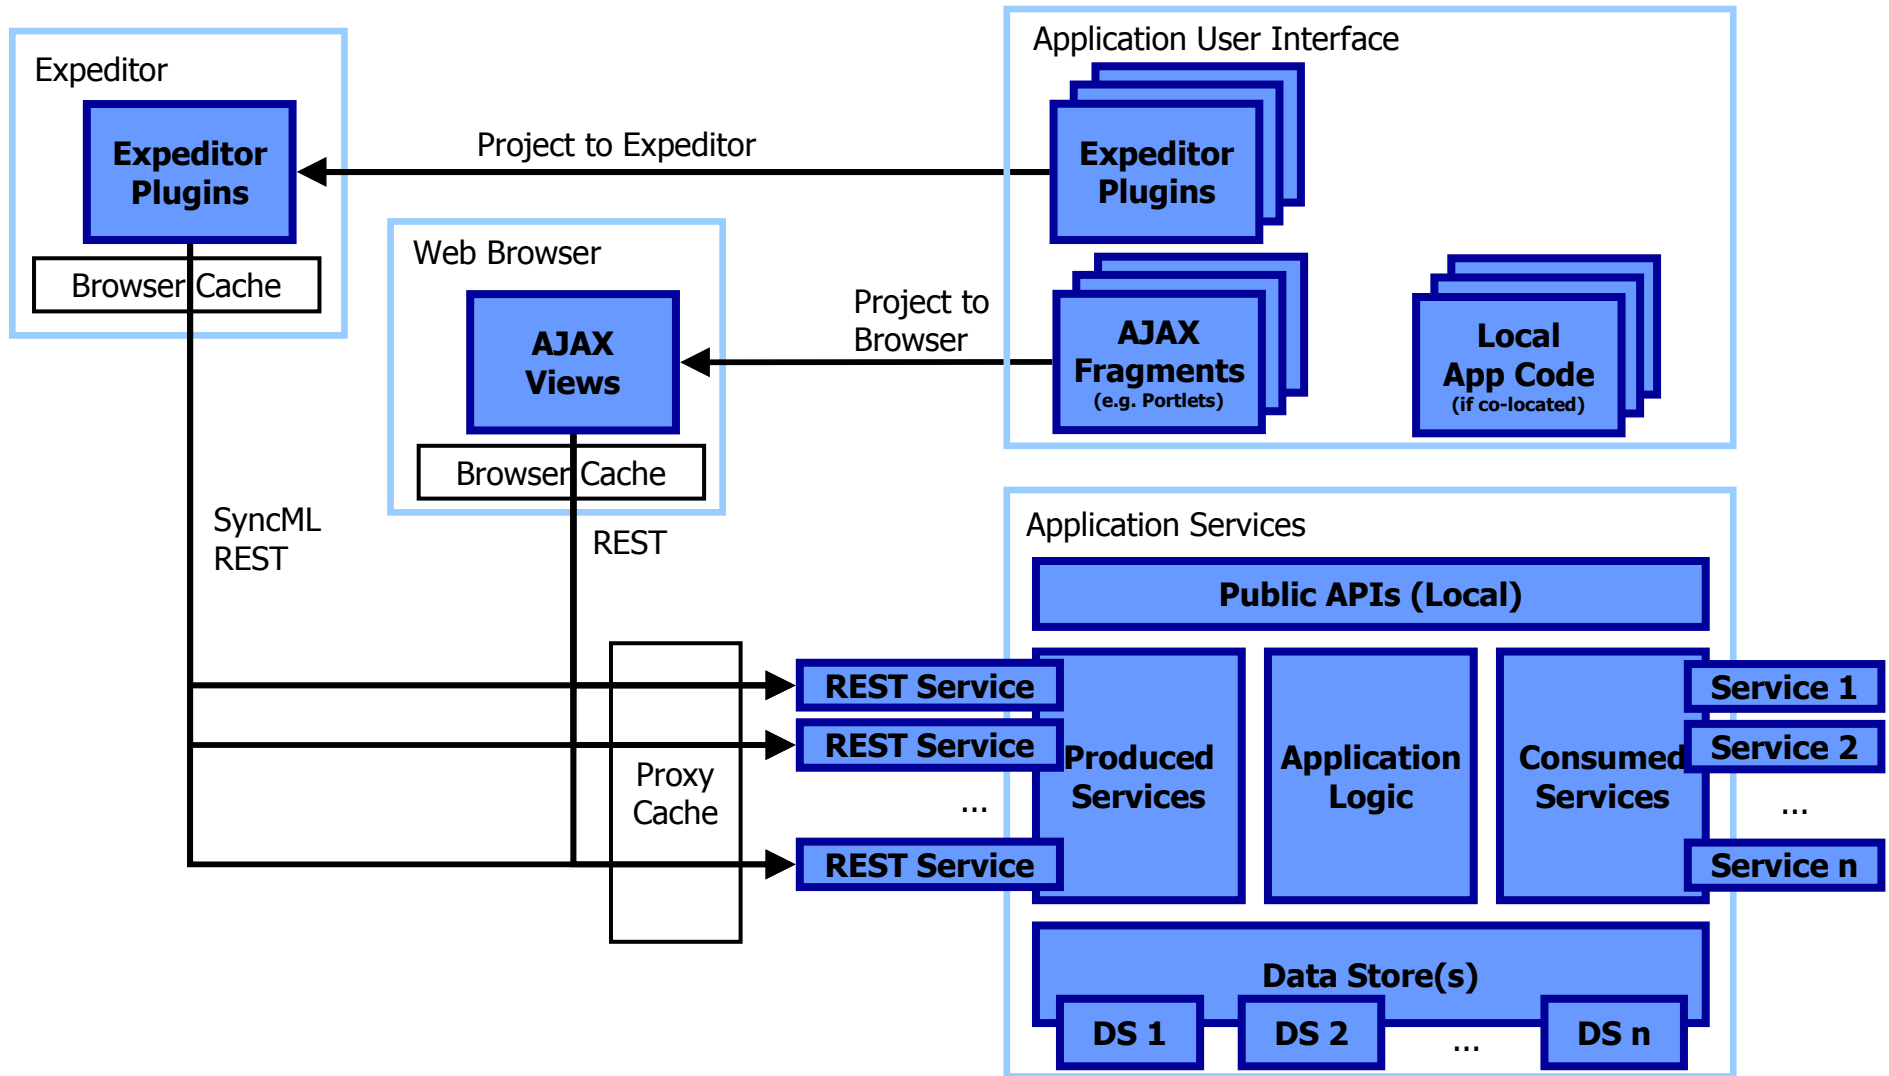 Expeditor
Expeditor
Plugins
Browser Cache
Project to Expeditor
Application User Interface
Expeditor
Plugins
Web Browser
AJAX
Views
Browser Cache
Project to
Browser
AJAX
Fragments
(e.g. Portlets)
Local
App Code
(if co-located)
SyncML
REST
REST
Proxy
Cache
Application Services
Public APIs (Local)
REST Service
REST Service
...
REST Service
Produced
Services
Application
Logic
Consumed
Services
Service 1
Service 2
...
Service n
Data Store(s)
DS 1
DS 2
...
DS n